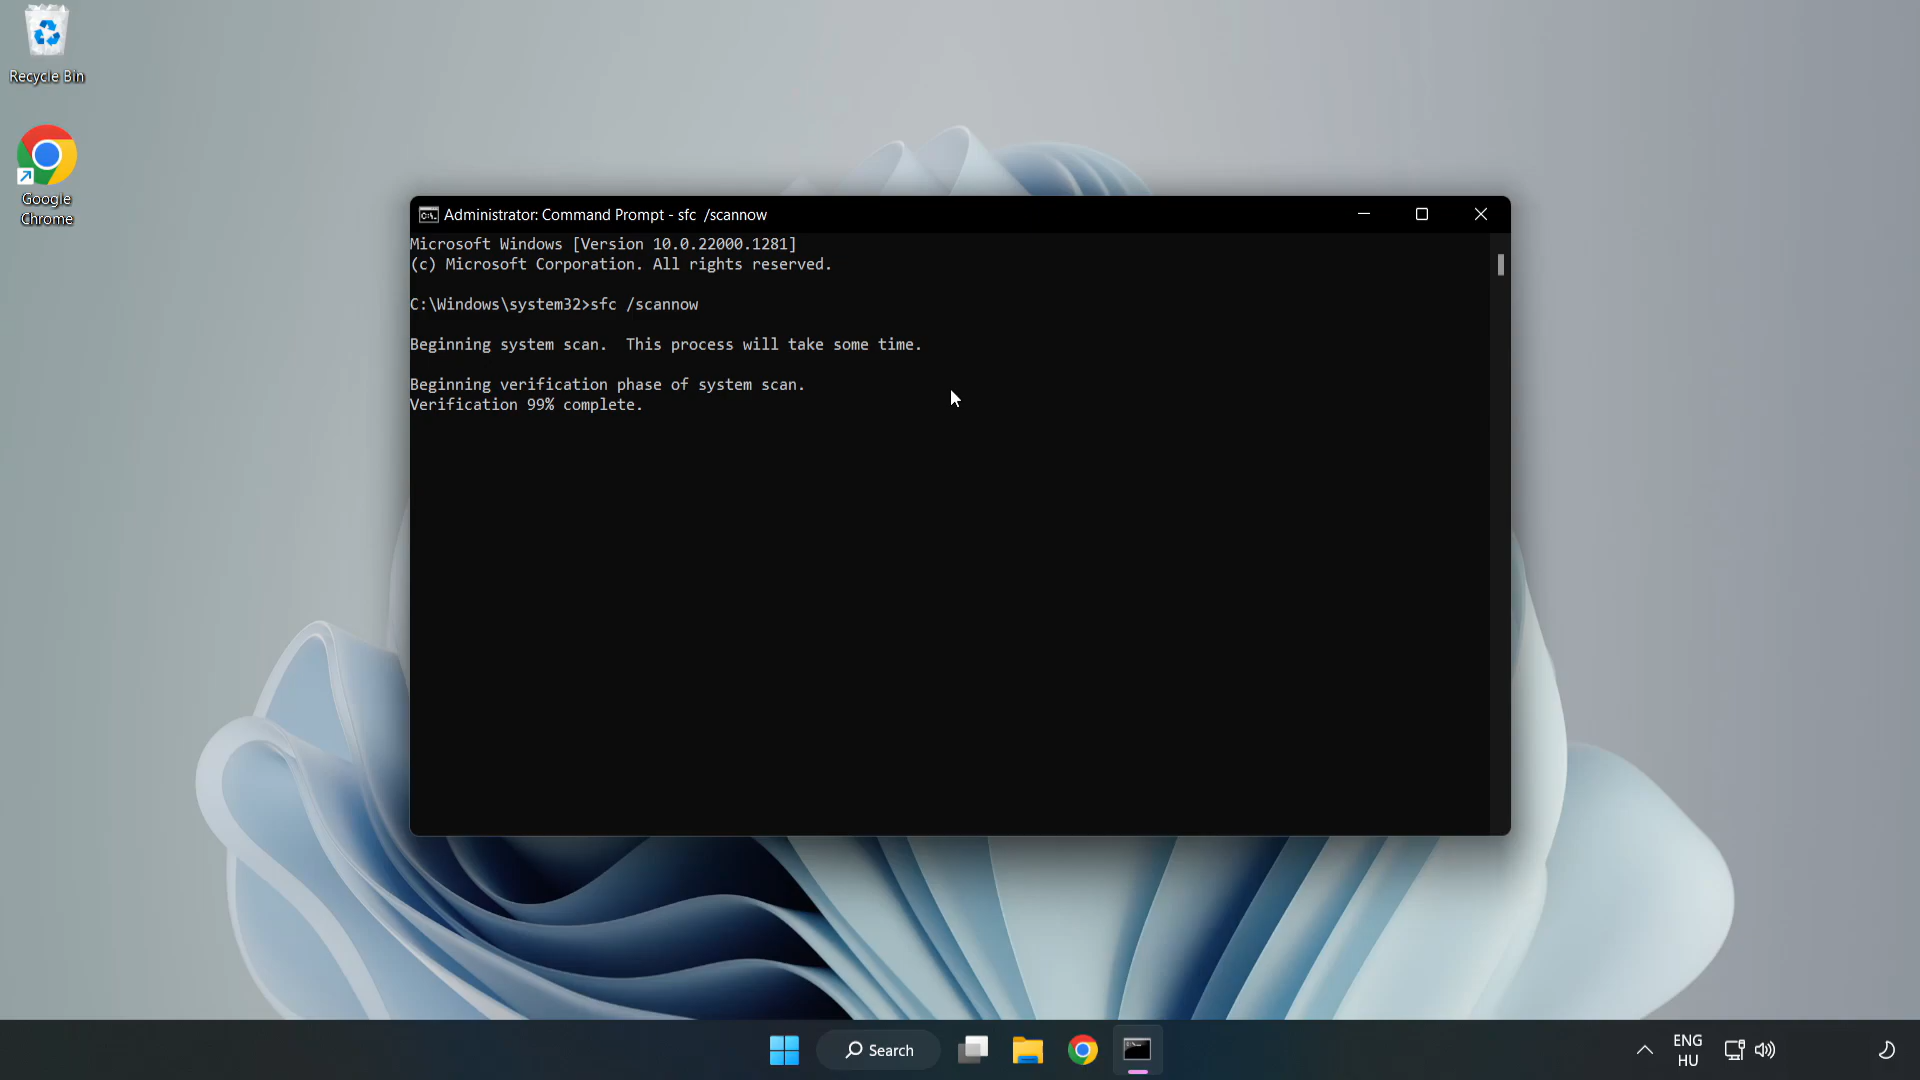 Recycle Bin
Google
Chrome
Administrator: Command Prompt - sfc  /scannow
Microsoft Windows [Version 10.0.22000.1281]
(c) Microsoft Corporation. All rights reserved.
C:\Windows\system32>sfc /scannow
Beginning system scan.  This process will take some time.
Beginning verification phase of system scan.
Verification 99% complete.
Search
ENG
HU